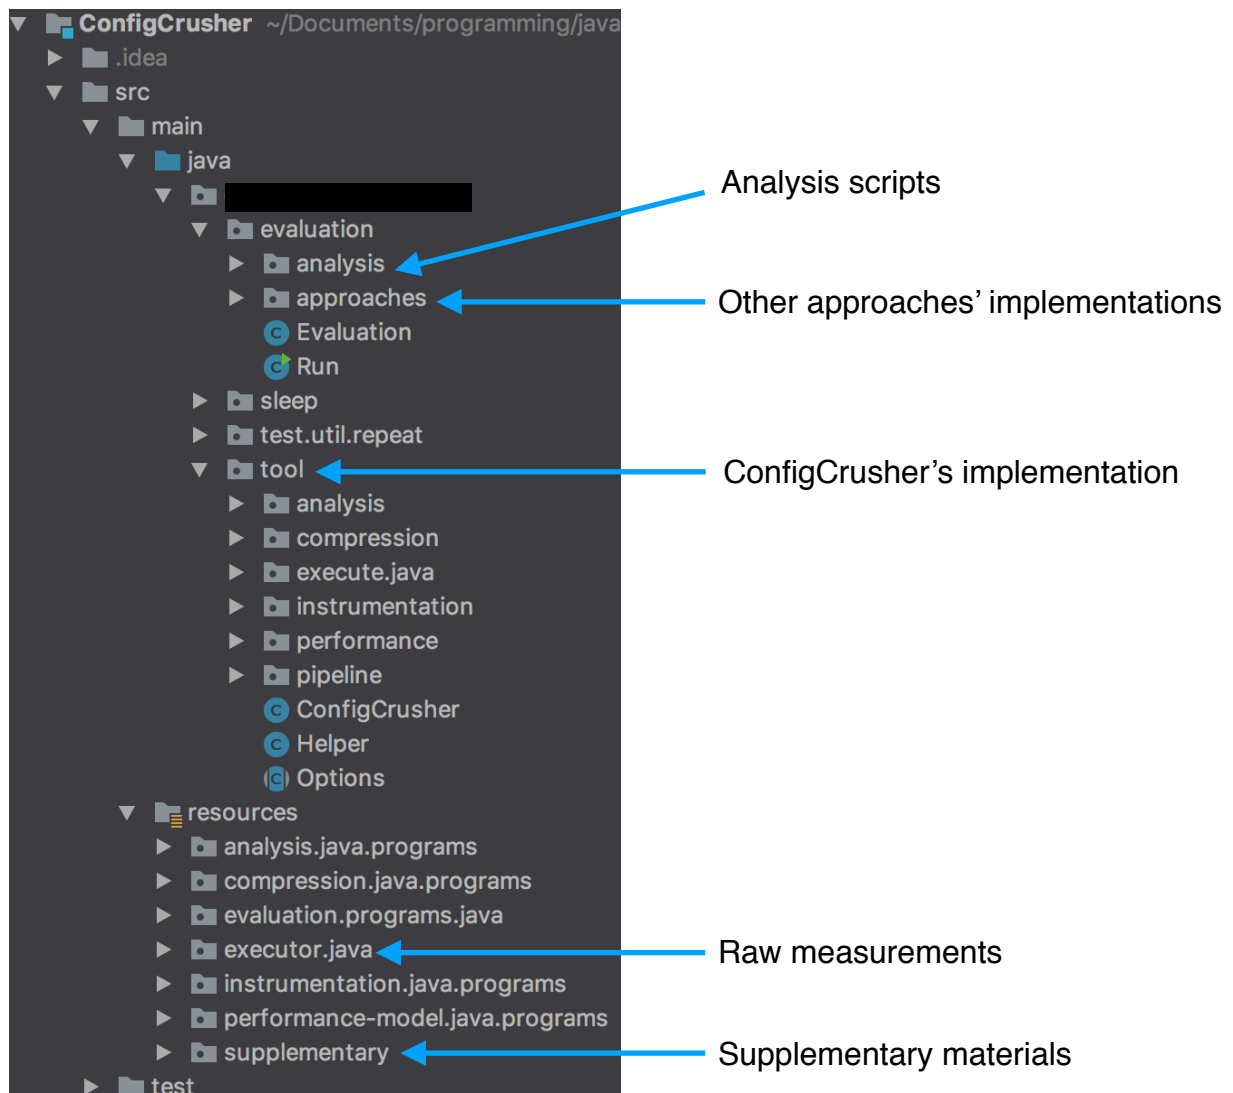 ConfigCrusher ~/Documents/programming/java
.idea
src
main
java
evaluation
analysis
approaches
Evaluation
Run
sleep
test.util.repeat
tool
analysis
compression
execute.java
instrumentation
performance
pipeline
ConfigCrusher
Helper
Options
resources
analysis.java.programs
compression.java.programs
evaluation.programs.java
executor.java
instrumentation.java.programs
performance-model.java.programs
supplementary
test
Analysis scripts
Other approaches’ implementations
ConfigCrusher’s implementation
Raw measurements
Supplementary materials